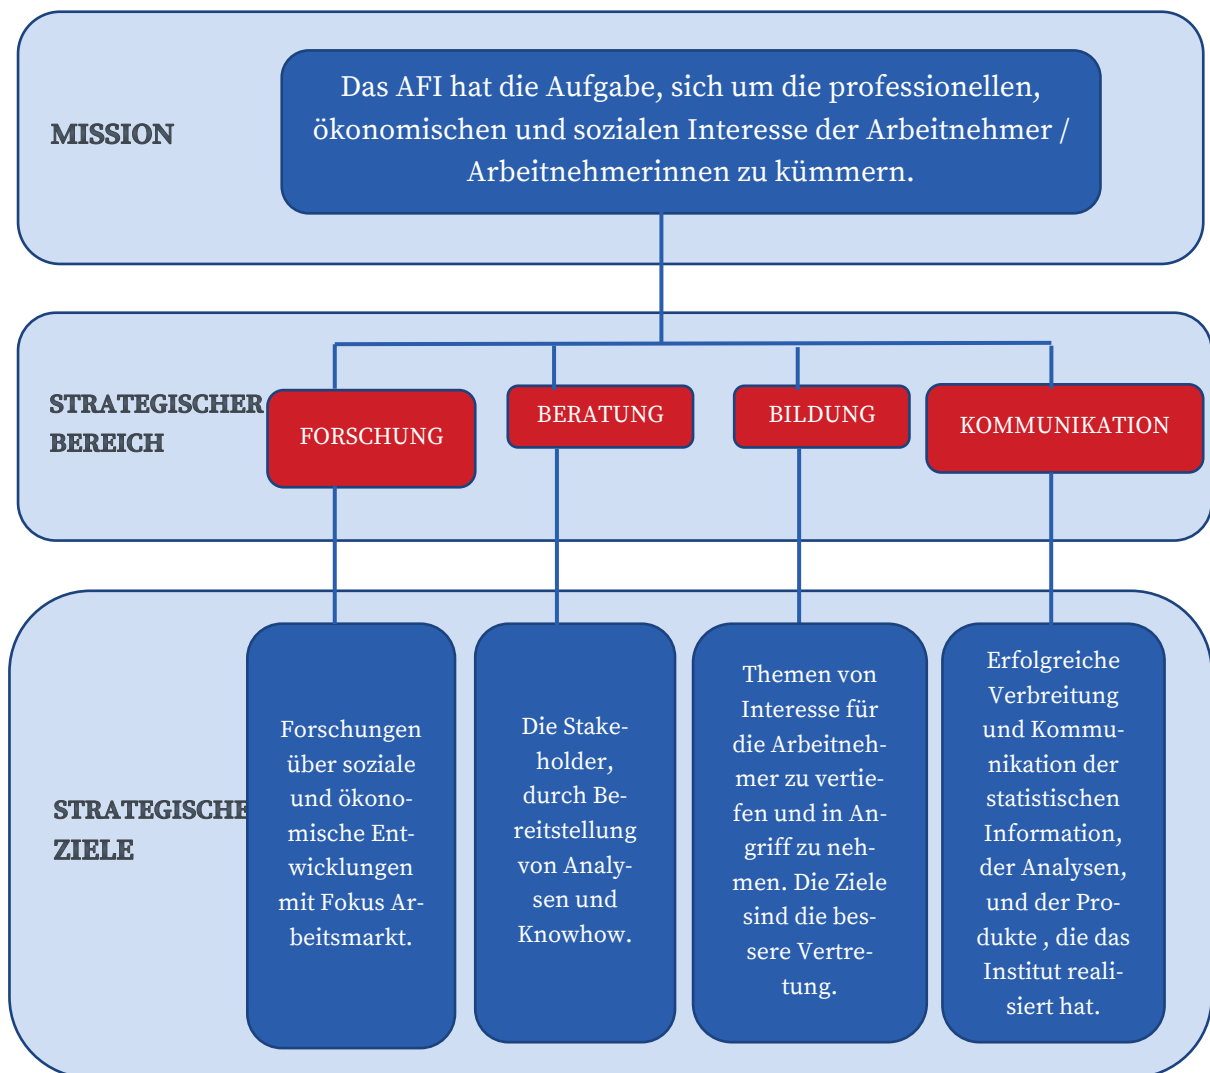 MISSION
Das AFI hat die Aufgabe, sich um die professionellen,
ökonomischen und sozialen Interesse der Arbeitnehmer /
Arbeitnehmerinnen zu kümmern.
STRATEGISCHER
BEREICH
FORSCHUNG
BERATUNG
BILDUNG
KOMMUNIKATION
STRATEGISCHE
ZIELE
Forschungen
über soziale
und ökono-
mische Ent-
wicklungen
mit Fokus Ar-
beitsmarkt.
Die Stake-
holder,
durch Be-
reitstellung
von Analy-
sen und
Knowhow.
Themen von
Interesse für
die Arbeitneh-
mer zu vertie-
fen und in An-
griff zu neh-
men. Die Ziele
sind die bes-
sere Vertre-
tung.
Erfolgreiche
Verbreitung
und Kommu-
nikation der
statistischen
Information,
der Analysen,
und der Pro-
dukte , die das
Institut reali-
siert hat.